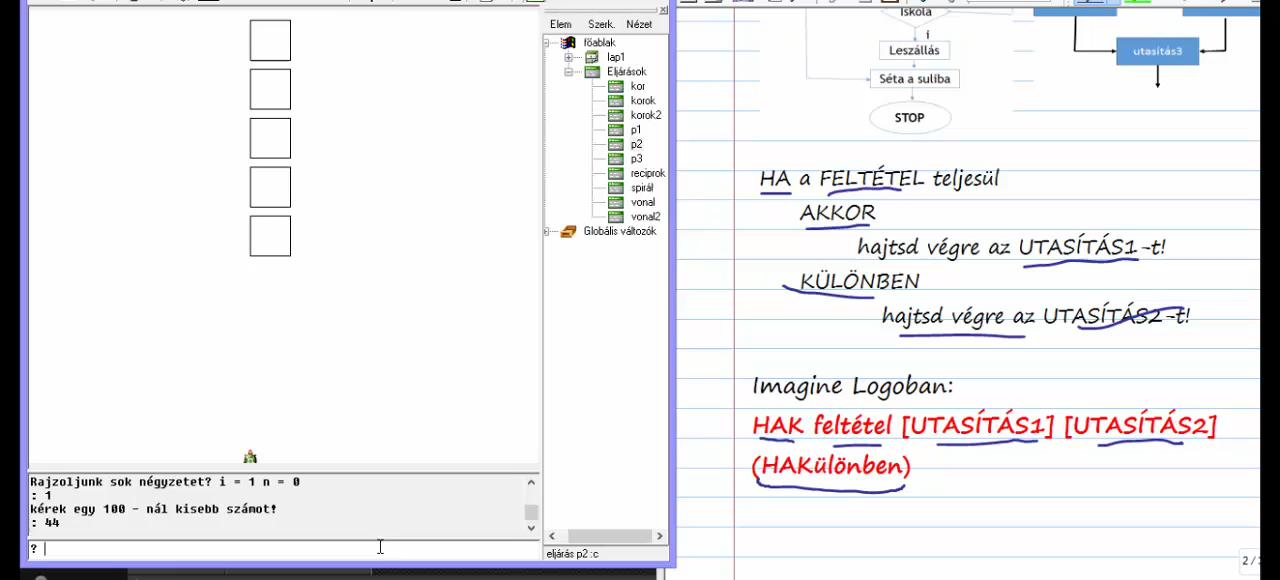 Elem Szerk. Nézet
főablak
lap1
Eljárások
kor
korok
korok2
p1
p2
p3
reciprok
spirál
vonal
vonal2
Globális változók
Rajzoljunk sok négyzetet? i = 1 n = 0
: 1
kérek egy 100 - nál kisebb számot!
: 44
?
eljárás p2 :c
Iskola
i
Leszállás
Séta a suliba
STOP
utasítás3
HA a FELTÉTEL teljesül
AKKOR
hajtsd végre az UTASÍTÁS1-t!
KÜLÖNBEN
hajtsd végre az UTASÍTÁS2-t!
Imagine Logoban:
HAK feltétel [UTASÍTÁS1] [UTASÍTÁS2]
(HAKülönben)